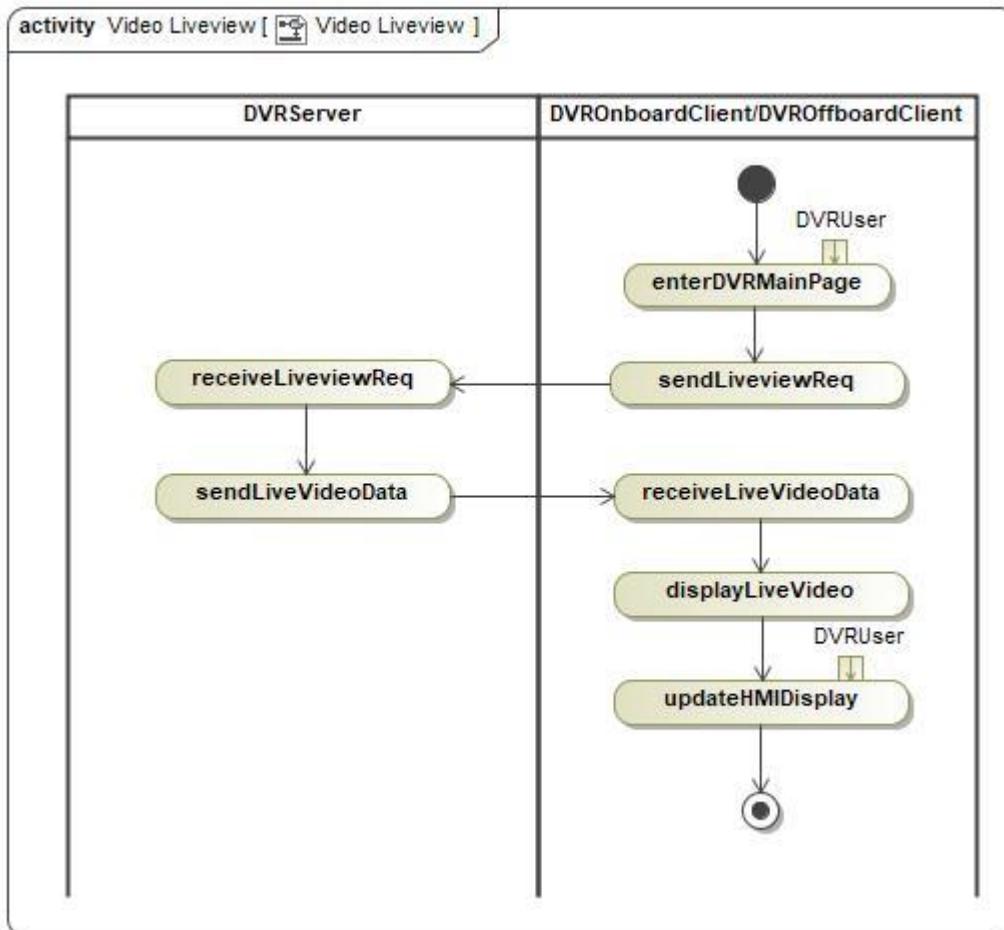 activity Video Liveview [ Video Liveview ]
DVRServer
DVROnboardClient/DVROffboardClient
DVRUser
enterDVRMainPage
receiveLiveviewReq
sendLiveviewReq
sendLiveVideoData
receiveLiveVideoData
displayLiveVideo
DVRUser
updateHMIDisplay